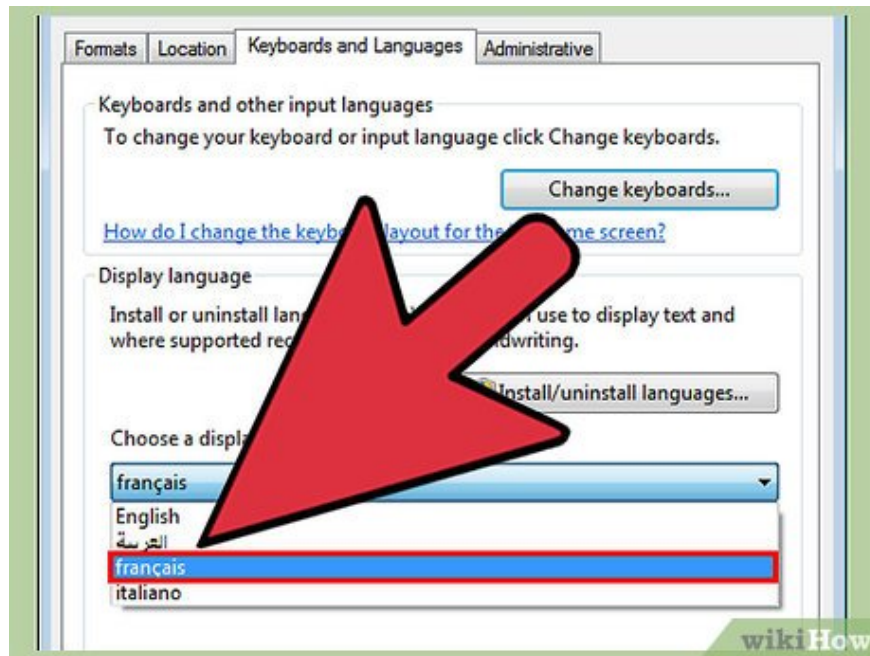 Formats Location Keyboards and Languages Administrative
Keyboards and other input languages
To change your keyboard or input language click Change keyboards.
Change keyboards...
How do I change the layout for the screen?
Display language
Install or uninstall use to display text and
where supported
Install/uninstall languages...
Choose a
français
English
العربية
français
italiano
wikiHow